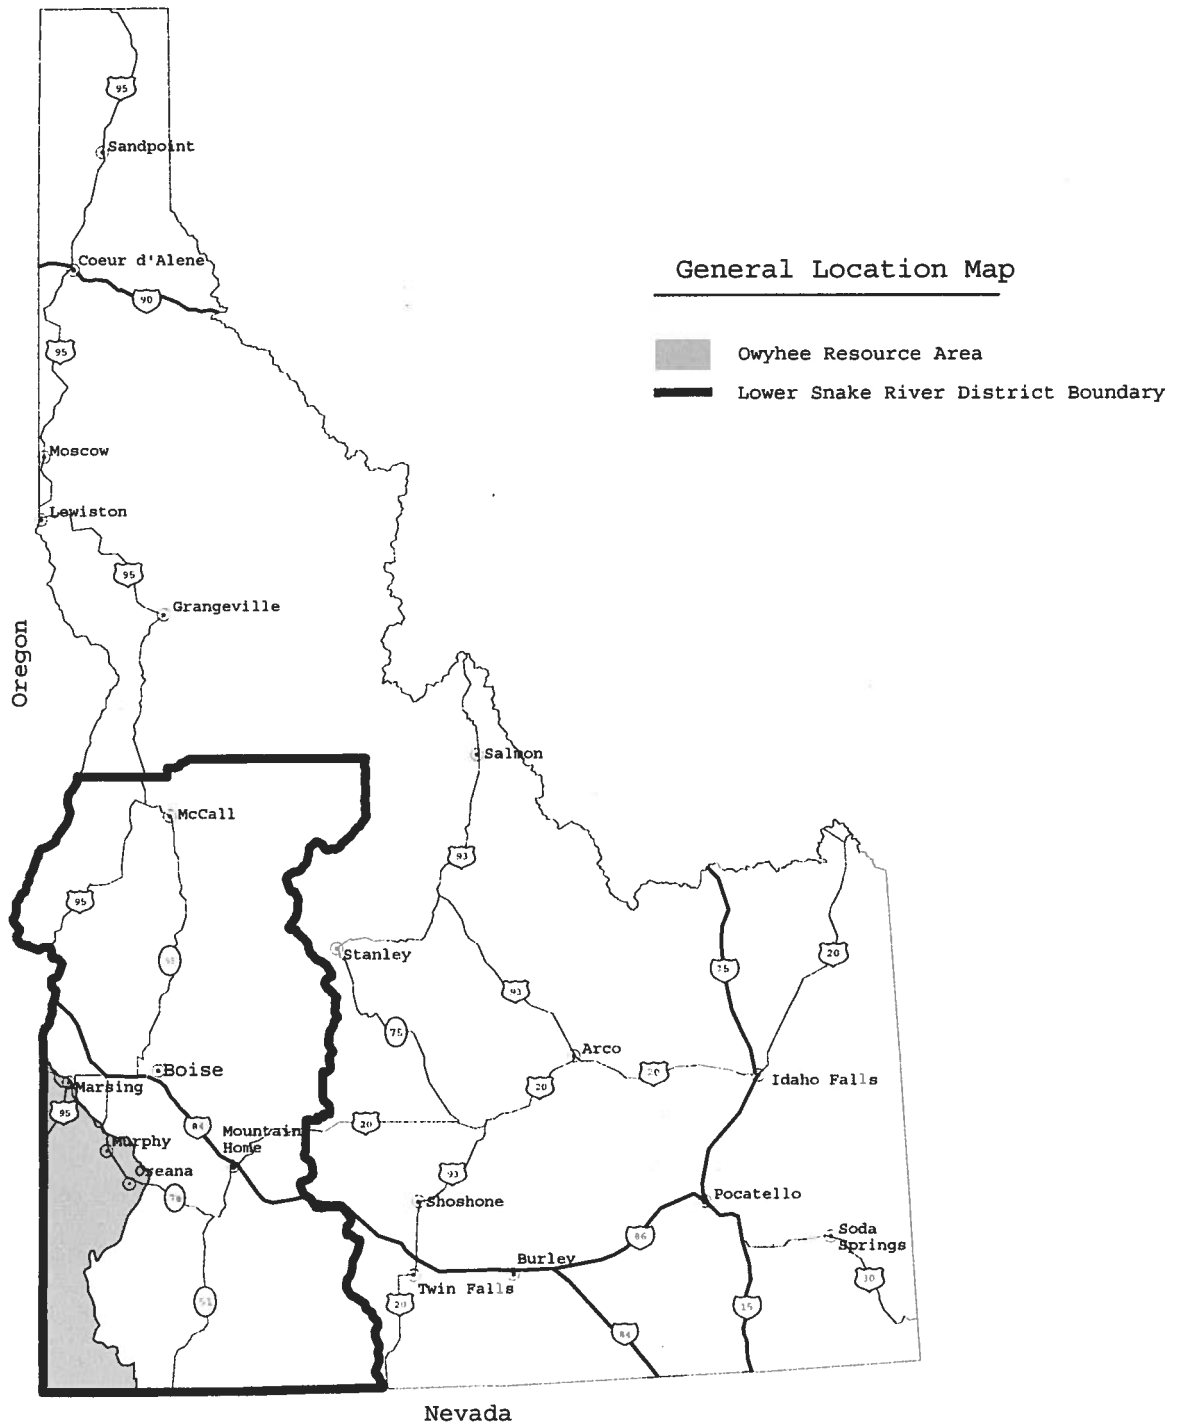 95
Sandpoint
Coeur d'Alene
90
General Location Map
95
Owyhee Resource Area
Lower Snake River District Boundary
Moscow
Lewiston
95
Grangeville
Oregon
Salmon
McCall
93
95
Stanley
20
15
93
75
Arco
Boise
20
Idaho Falls
Marsing
20
95
84
20
Mountain
Home
Murphy
Oreana
93
78
Pocatello
Shoshone
86
Soda
Springs
Burley
30
Twin Falls
51
20
15
84
Nevada